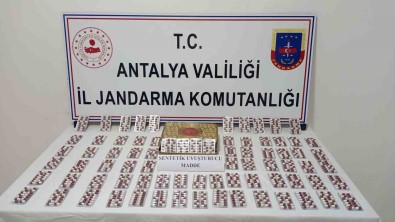 T.C.
ANTALYA VALİLİĞİ
İL JANDARMA KOMUTANLIĞI
SENTETİK UYUŞTURUCU
MADDE